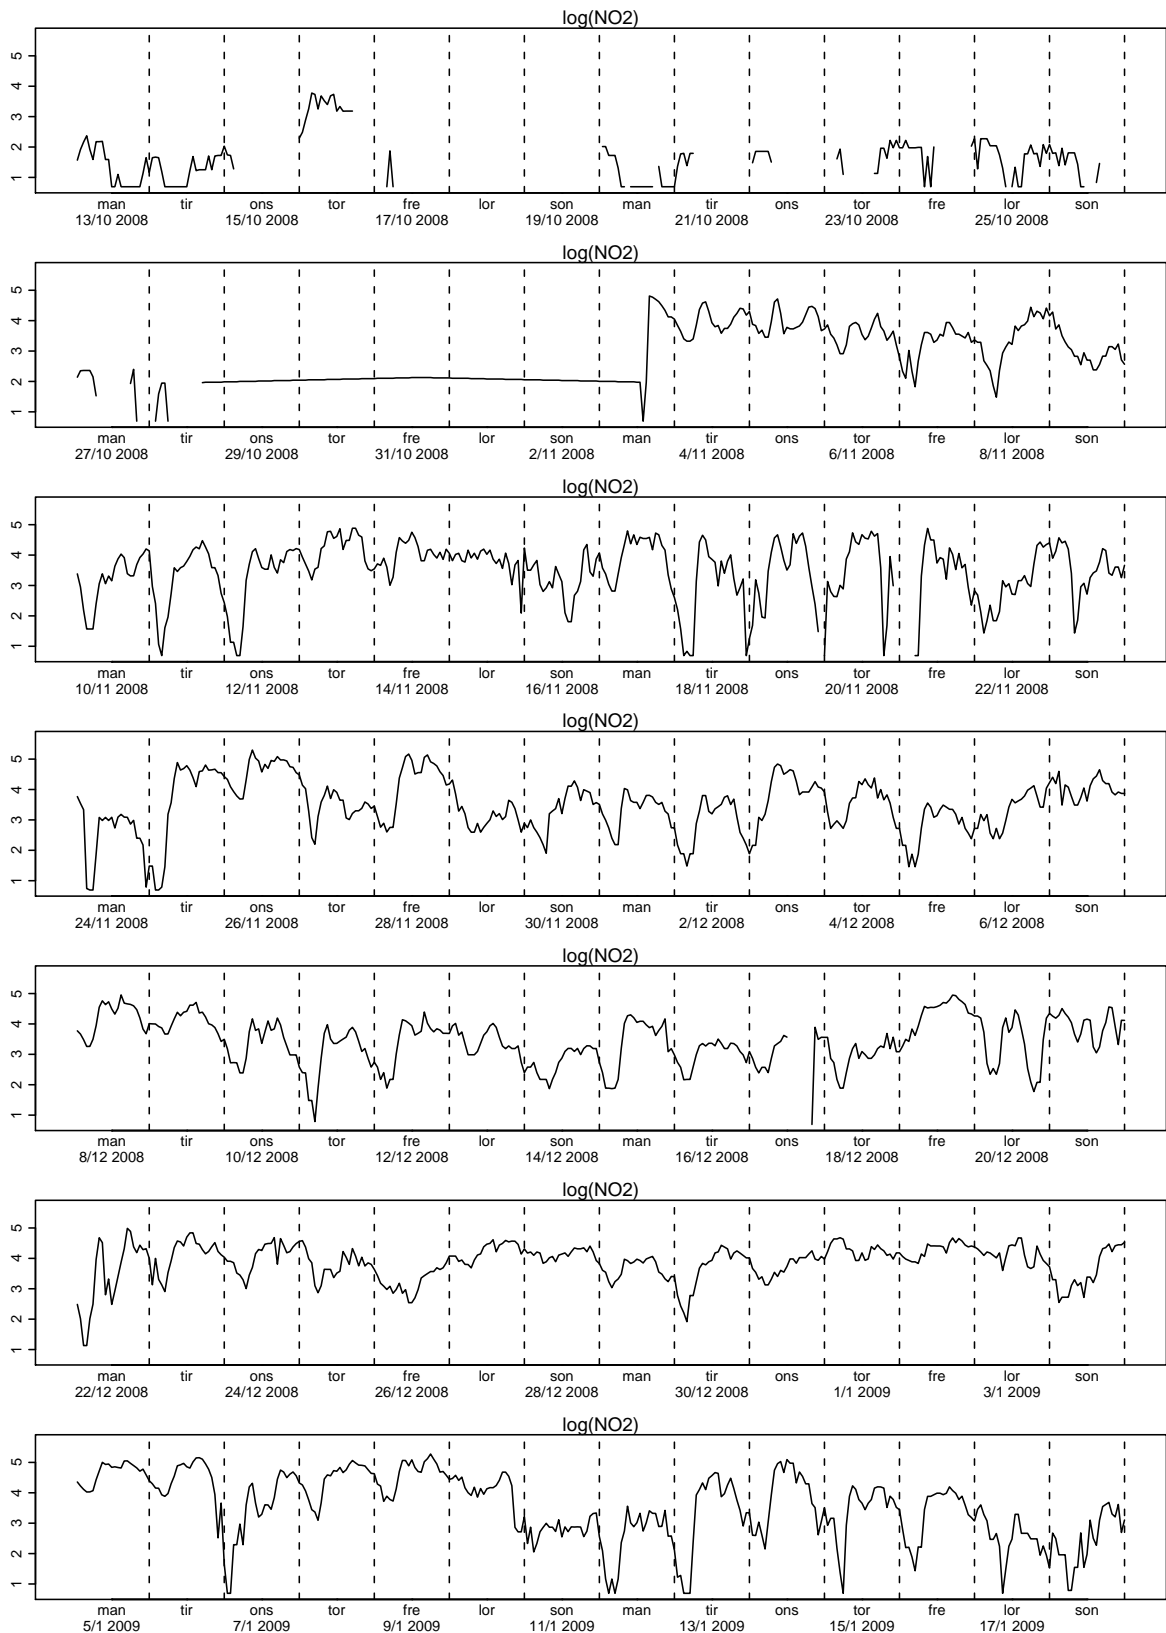 log(NO2)
5
4
3
2
1
man tir ons tor fre lor son man tir ons tor fre lor son
13/10 2008 15/10 2008 17/10 2008 19/10 2008 21/10 2008 23/10 2008 25/10 2008
log(NO2)
5
4
3
2
1
man tir ons tor fre lor son man tir ons tor fre lor son
27/10 2008 29/10 2008 31/10 2008 2/11 2008 4/11 2008 6/11 2008 8/11 2008
log(NO2)
5
4
3
2
1
man tir ons tor fre lor son man tir ons tor fre lor son
10/11 2008 12/11 2008 14/11 2008 16/11 2008 18/11 2008 20/11 2008 22/11 2008
log(NO2)
5
4
3
2
1
man tir ons tor fre lor son man tir ons tor fre lor son
24/11 2008 26/11 2008 28/11 2008 30/11 2008 2/12 2008 4/12 2008 6/12 2008
log(NO2)
5
4
3
2
1
man tir ons tor fre lor son man tir ons tor fre lor son
8/12 2008 10/12 2008 12/12 2008 14/12 2008 16/12 2008 18/12 2008 20/12 2008
log(NO2)
5
4
3
2
1
man tir ons tor fre lor son man tir ons tor fre lor son
22/12 2008 24/12 2008 26/12 2008 28/12 2008 30/12 2008 1/1 2009 3/1 2009
log(NO2)
5
4
3
2
1
man tir ons tor fre lor son man tir ons tor fre lor son
5/1 2009 7/1 2009 9/1 2009 11/1 2009 13/1 2009 15/1 2009 17/1 2009